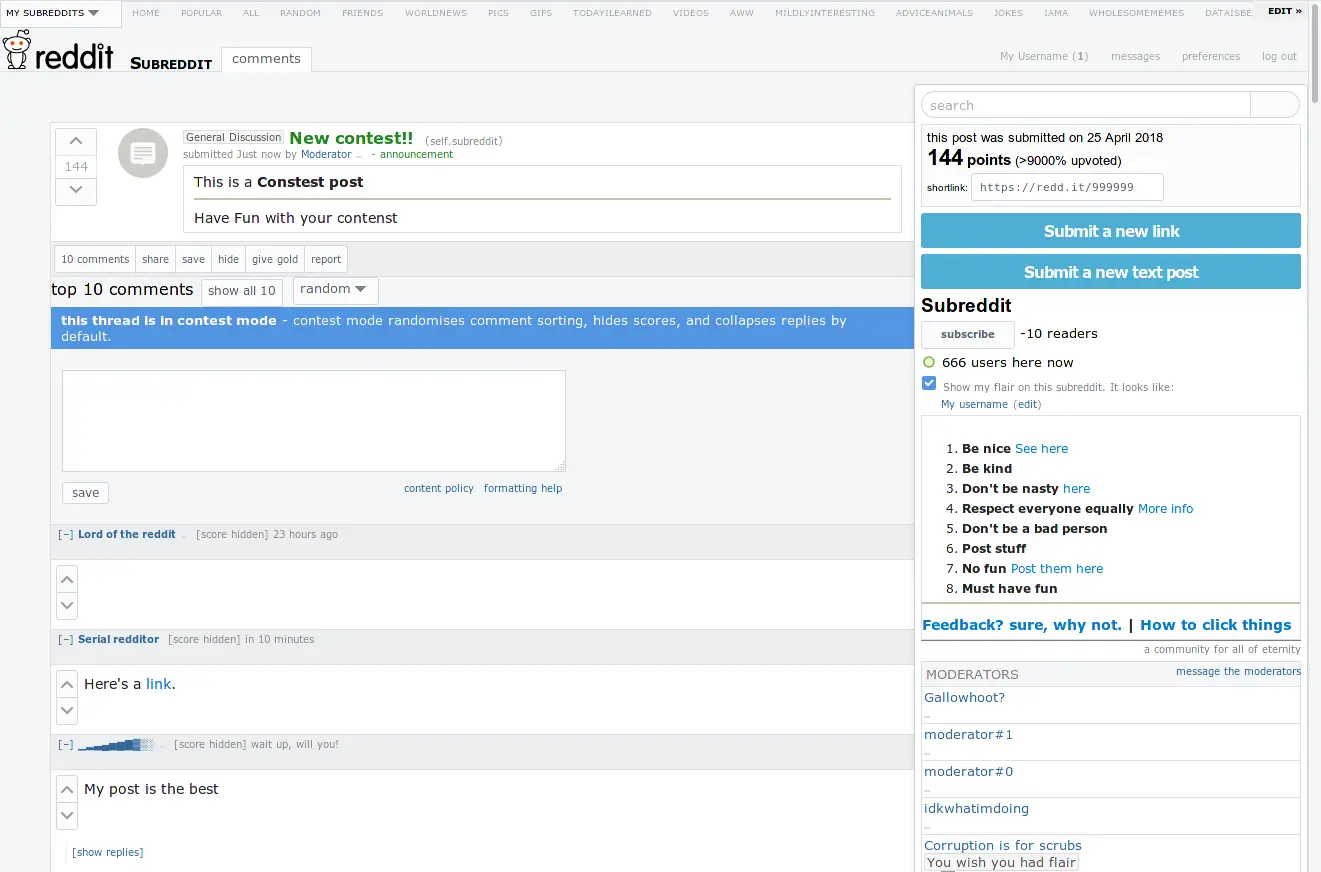 MY SUBREDDITS HOME POPULAR ALL RANDOM FRIENDS WORLDNEWS PICS GIFS TODAYILEARNED VIDEOS AWW MILDLYINTERESTING ADVICEANIMALS JOKES IAMA WHOLESOMEMEMES DATAISBE EDIT »
reddit SUBREDDIT comments
My Username (1) messages preferences log out
144
General Discussion New contest!! (self.subreddit)
submitted Just now by Moderator ... - announcement
This is a Constest post
Have Fun with your contenst
10 comments share save hide give gold report
top 10 comments show all 10 random
this thread is in contest mode - contest mode randomises comment sorting, hides scores, and collapses replies by
default.
save
content policy formatting help
[–] Lord of the reddit ... [score hidden] 23 hours ago
[–] Serial redditor [score hidden] in 10 minutes
Here's a link.
[–] ▁▂▃▄▅▆▇█▓▒░ ... [score hidden] wait up, will you!
My post is the best
[show replies]
search
this post was submitted on 25 April 2018
144 points (>9000% upvoted)
shortlink: https://redd.it/999999
Submit a new link
Submit a new text post
Subreddit
subscribe -10 readers
666 users here now
Show my flair on this subreddit. It looks like:
My username (edit)
1. Be nice See here
2. Be kind
3. Don't be nasty here
4. Respect everyone equally More info
5. Don't be a bad person
6. Post stuff
7. No fun Post them here
8. Must have fun
Feedback? sure, why not. | How to click things
a community for all of eternity
MODERATORS message the moderators
Gallowhoot?
moderator#1
moderator#0
idkwhatimdoing
Corruption is for scrubs
You wish you had flair